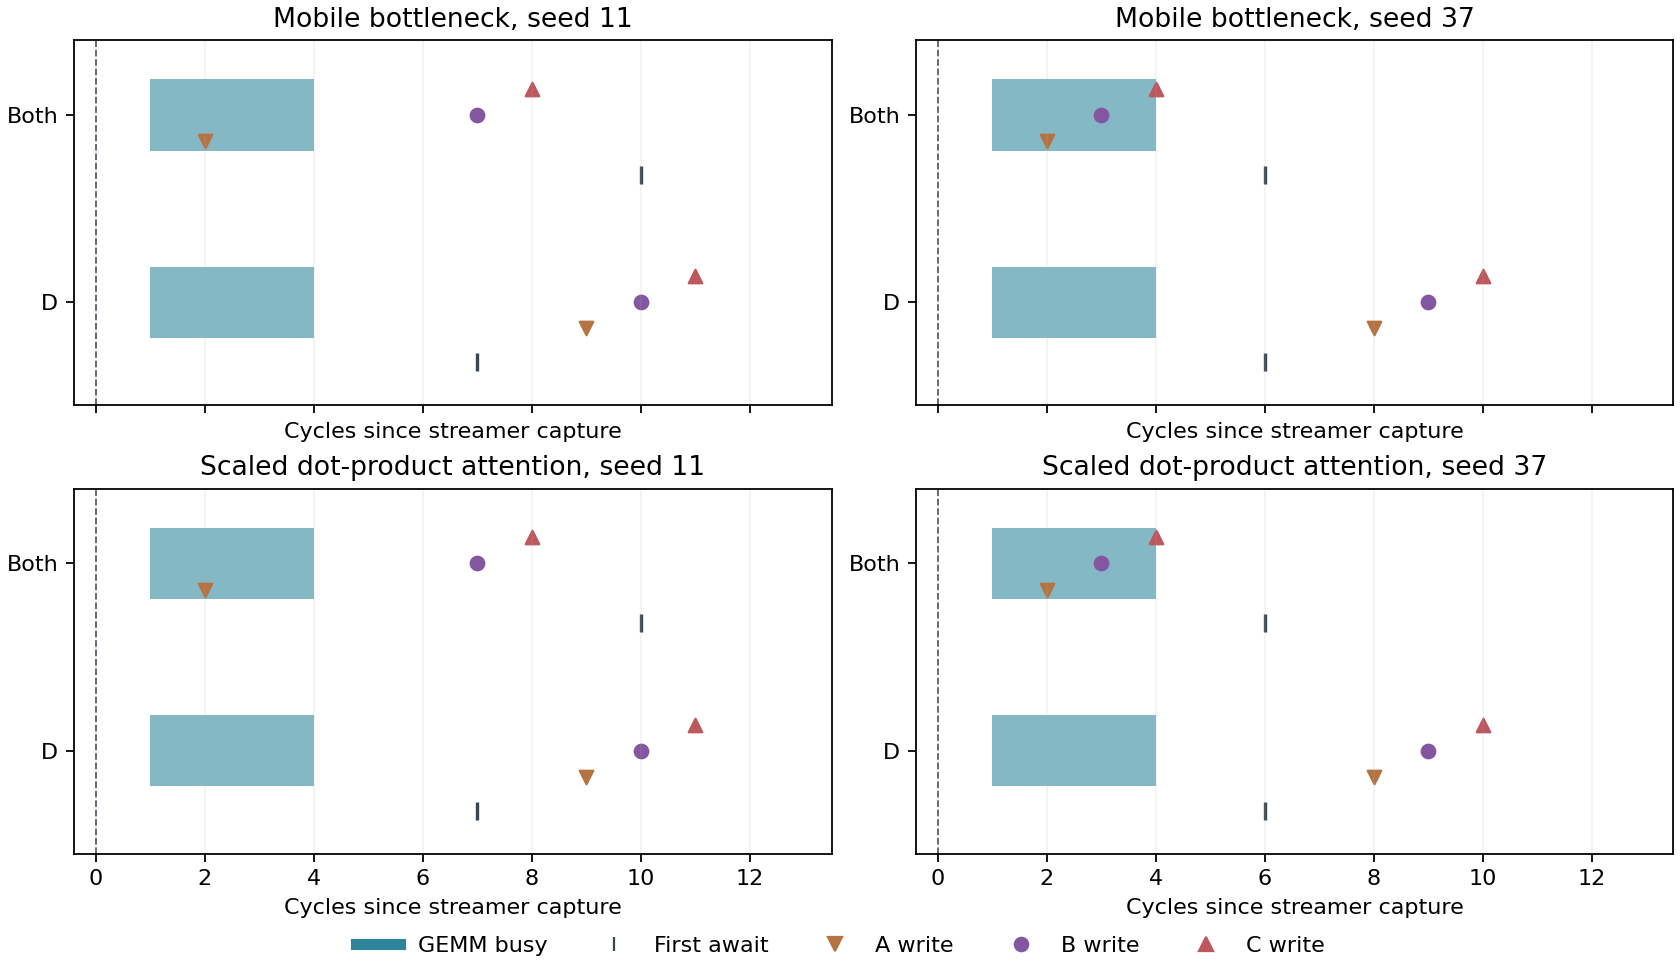 Mobile bottleneck, seed 11
Both
D
Cycles since streamer capture
Mobile bottleneck, seed 37
Both
D
Cycles since streamer capture
Scaled dot-product attention, seed 11
Both
D
0 2 4 6 8 10 12
Cycles since streamer capture
Scaled dot-product attention, seed 37
Both
D
0 2 4 6 8 10 12
Cycles since streamer capture
GEMM busy First await A write B write C write